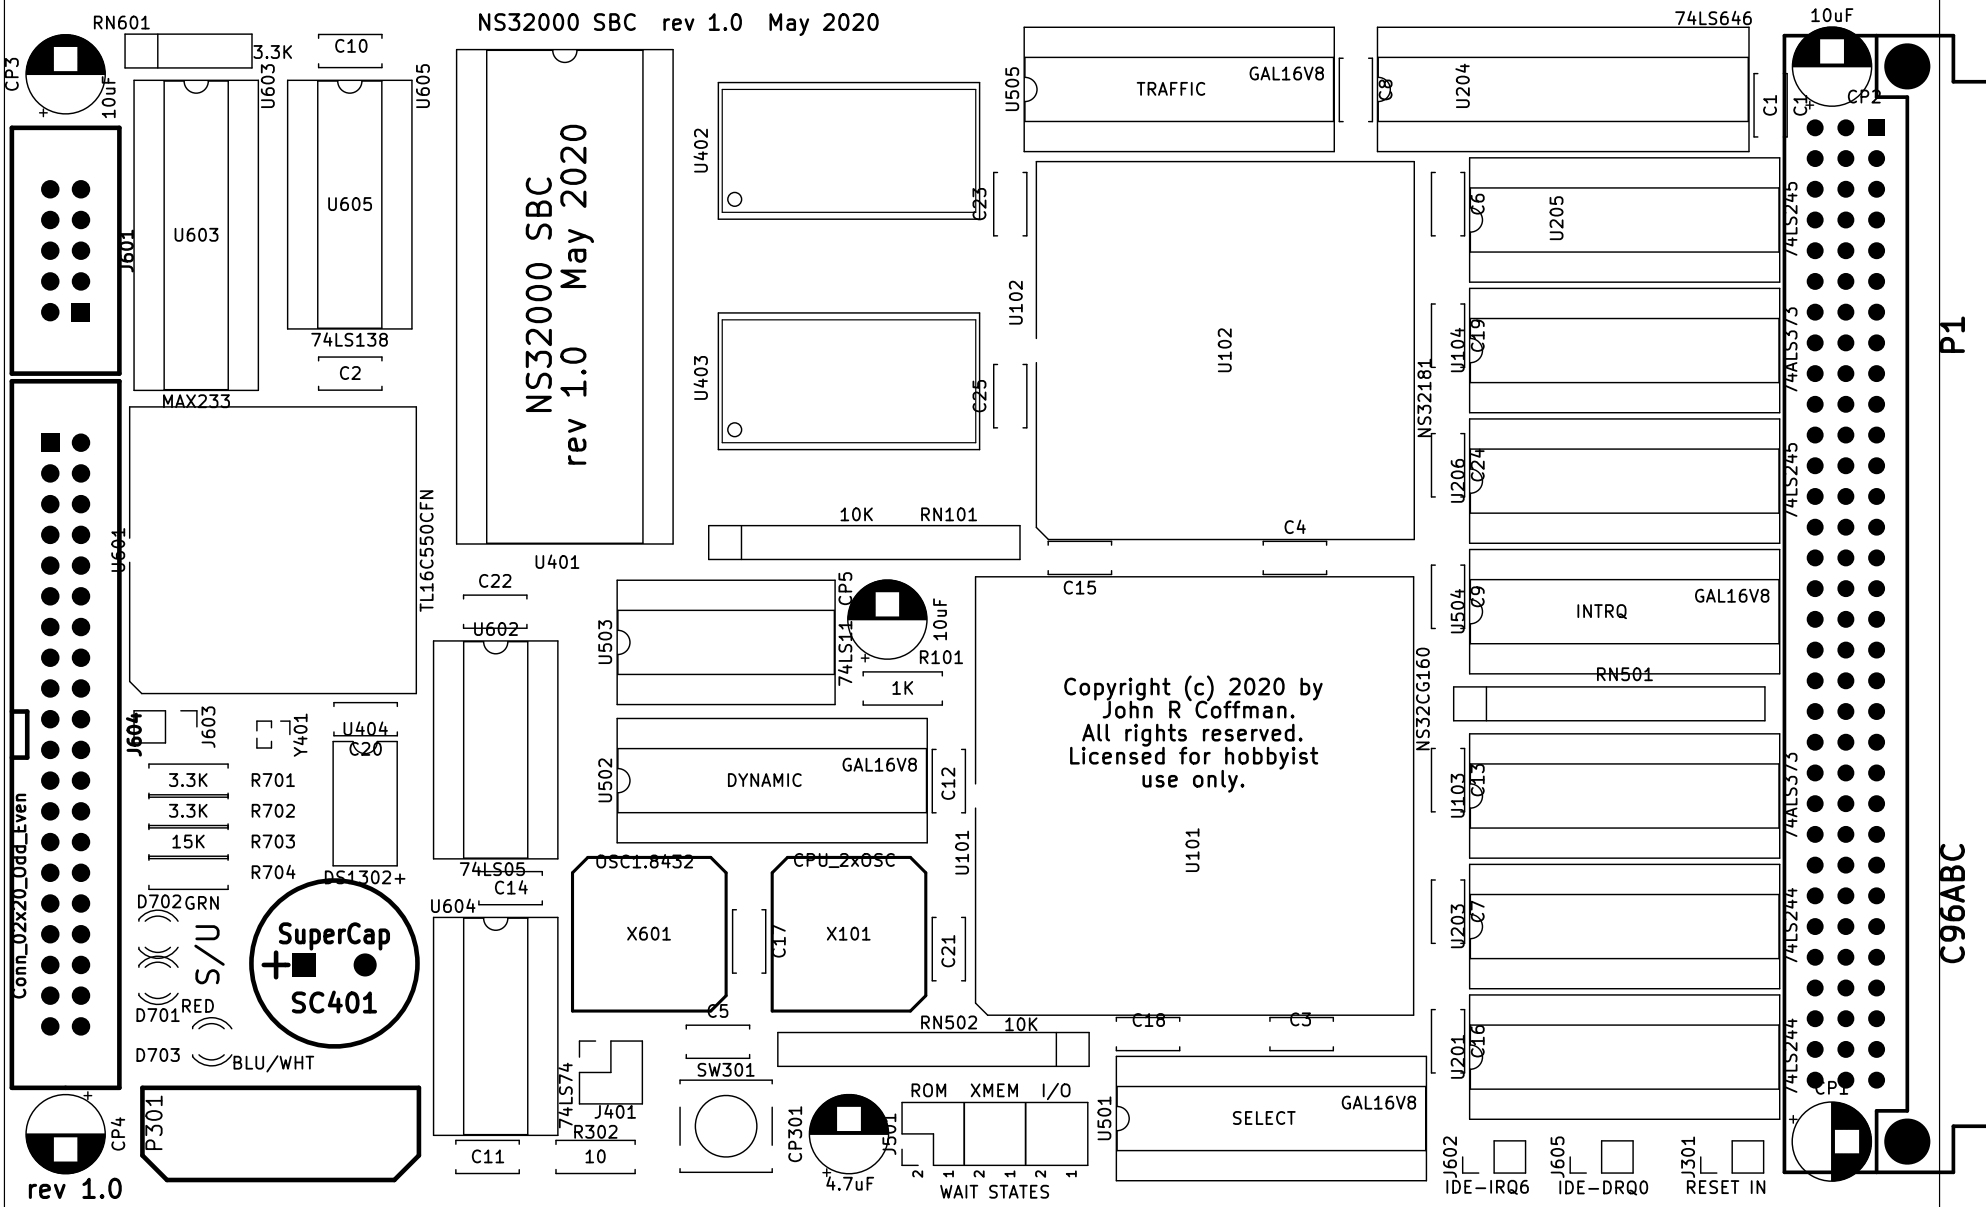 NS32000 SBC rev 1.0 May 2020
RN601
3.3K
CP3
10uF
+
C10
U603
U603
MAX233
U605
U605
74LS138
C2
J601
NS32000 SBC
rev 1.0 May 2020
U401
U402
U403
U505
TRAFFIC
GAL16V8
C8
U204
74LS646
10uF
C1
C1
+
CP2
C23
C25
U102
U102
NS32181
C6
U205
74LS245
U104
C19
74ALS373
U206
C24
74LS245
P1
U504
C9
INTRQ
GAL16V8
RN501
U601
TL16C550CFN
10K
RN101
C15
C4
C22
U602
74LS05
U503
74LS11
CP5
10uF
+
R101
1K
U502
DYNAMIC
GAL16V8
C12
U101
U101
NS32CG160
Copyright (c) 2020 by
John R Coffman.
All rights reserved.
Licensed for hobbyist
use only.
U103
C13
74ALS373
U203
C7
74LS244
U201
C16
74LS244
C96ABC
J604
J603
Y401
U404
C20
DS1302+
3.3K
R701
3.3K
R702
15K
R703
R704
Conn_02x20_Odd_Even
D702
GRN
S/U
RED
D701
D703
BLU/WHT
SuperCap
+
SC401
C14
U604
74LS74
OSC1.8432
X601
C17
CPU_2xOSC
X101
C21
C5
RN502
10K
C18
C3
SW301
J401
R302
10
C11
P301
+
CP4
rev 1.0
CP301
+
4.7uF
ROM XMEM I/O
J501
2 1 2 1 2 1
WAIT STATES
U501
SELECT
GAL16V8
J602
IDE-IRQ6
J605
IDE-DRQ0
J301
RESET IN
CP1
+